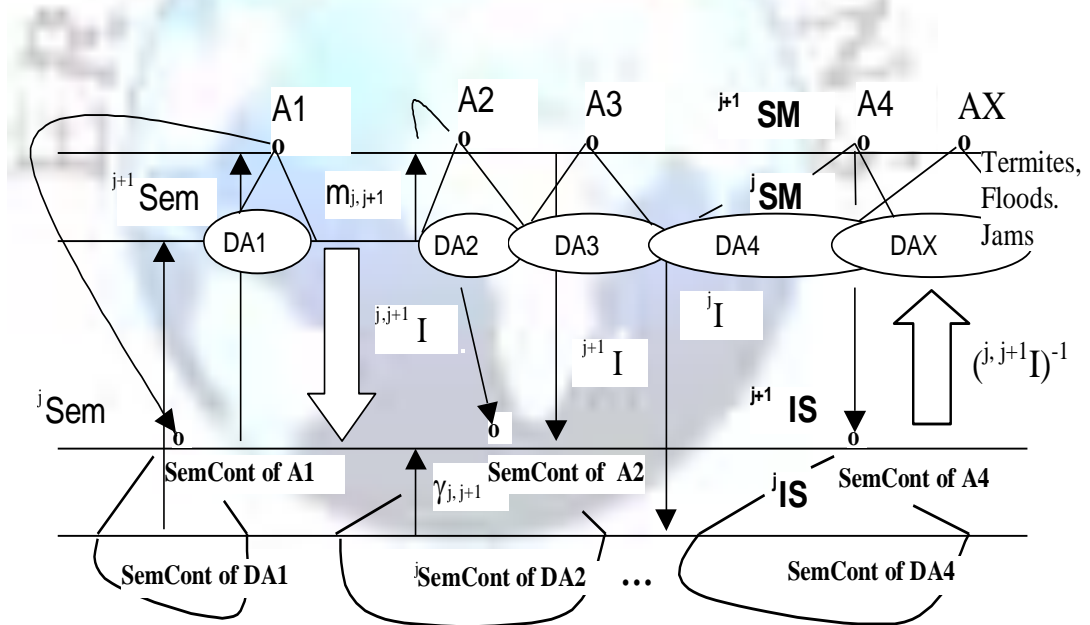 A1
A2
A3
j+1 SM
A4
AX
j+1 Sem
m j, j+1
j SM
Termites,
Floods.
Jams
DA1
DA2
DA3
DA4
DAX
j, j+1 I
j+1 I
j I
(j, j+1 I)-1
j Sem
j+1 IS
SemCont of A1
SemCont of A2
SemCont of A4
γ j, j+1
j IS
SemCont of DA1
j SemCont of DA2
...
SemCont of DA4